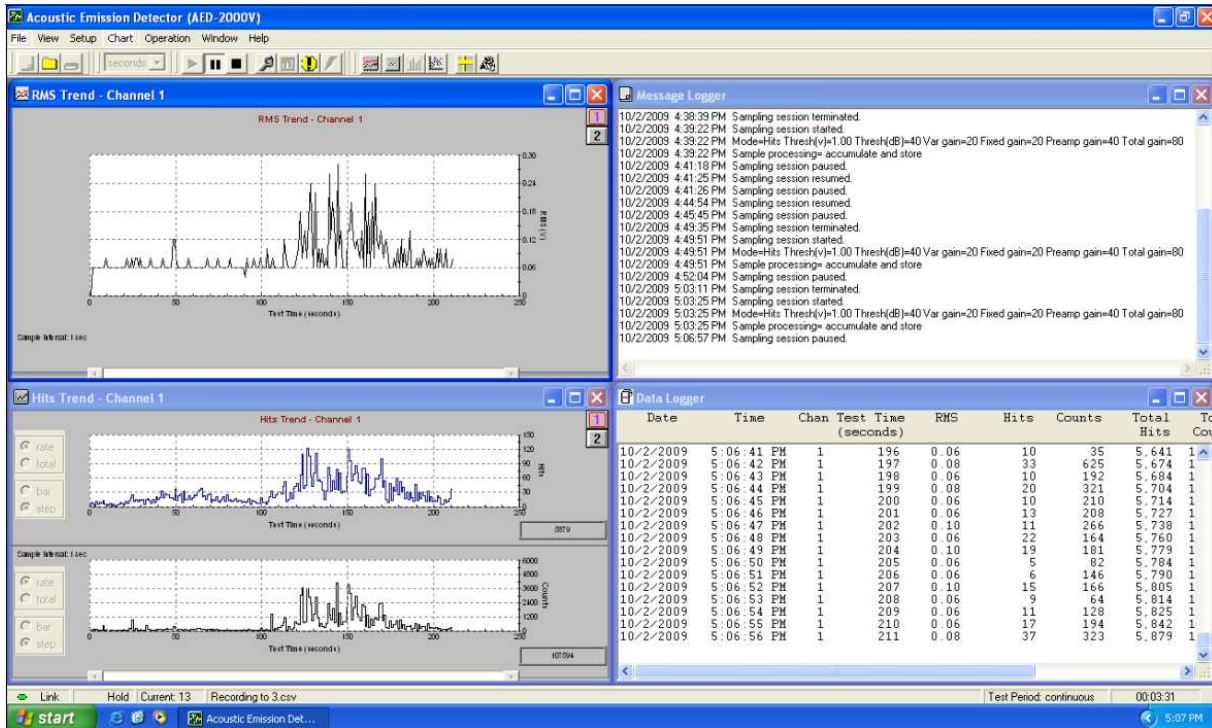 Acoustic Emission Detector (AED-2000V)
File View Setup Chart Operation Window Help
seconds
RMS Trend - Channel 1
RMS Trend - Channel 1
1
2
0.30
0.24
0.18
0.12
0.06
RMS (V)
0 50 100 150 200 250
Test Time (seconds)
Sample Interval: 1 sec
Message Logger
10/2/2009 4:38:39 PM Sampling session terminated.
10/2/2009 4:39:22 PM Sampling session started.
10/2/2009 4:39:22 PM Mode=Hits Thresh(v)=1.00 Thresh(dB)=40 Var gain=20 Fixed gain=20 Preamp gain=40 Total gain=80
10/2/2009 4:39:22 PM Sample processing= accumulate and store
10/2/2009 4:41:18 PM Sampling session paused.
10/2/2009 4:41:25 PM Sampling session resumed.
10/2/2009 4:41:26 PM Sampling session paused.
10/2/2009 4:44:54 PM Sampling session resumed.
10/2/2009 4:45:45 PM Sampling session paused.
10/2/2009 4:49:35 PM Sampling session terminated.
10/2/2009 4:49:51 PM Sampling session started.
10/2/2009 4:49:51 PM Mode=Hits Thresh(v)=1.00 Thresh(dB)=40 Var gain=20 Fixed gain=20 Preamp gain=40 Total gain=80
10/2/2009 4:49:51 PM Sample processing= accumulate and store
10/2/2009 4:52:04 PM Sampling session paused.
10/2/2009 5:03:11 PM Sampling session terminated.
10/2/2009 5:03:25 PM Sampling session started.
10/2/2009 5:03:25 PM Mode=Hits Thresh(v)=1.00 Thresh(dB)=40 Var gain=20 Fixed gain=20 Preamp gain=40 Total gain=80
10/2/2009 5:03:25 PM Sample processing= accumulate and store
10/2/2009 5:06:57 PM Sampling session paused.
Hits Trend - Channel 1
Hits Trend - Channel 1
1
2
rate
total
bar
step
150
120
90
60
30
0
Hits
0 50 100 150 200 250
Test Time (seconds)
5879
Sample Interval: 1 sec
rate
total
bar
step
6000
4800
3600
2400
1200
0
Counts
0 50 100 150 200 250
Test Time (seconds)
107594
Data Logger
Date Time Chan Test Time RMS Hits Counts Total To
(seconds) Hits Cou
10/2/2009 5:06:41 PM 1 196 0.06 10 35 5,641 1
10/2/2009 5:06:42 PM 1 197 0.08 33 625 5,674 1
10/2/2009 5:06:43 PM 1 198 0.06 10 192 5,684 1
10/2/2009 5:06:44 PM 1 199 0.08 20 321 5,704 1
10/2/2009 5:06:45 PM 1 200 0.06 10 210 5,714 1
10/2/2009 5:06:46 PM 1 201 0.06 13 208 5,727 1
10/2/2009 5:06:47 PM 1 202 0.10 11 266 5,738 1
10/2/2009 5:06:48 PM 1 203 0.06 22 164 5,760 1
10/2/2009 5:06:49 PM 1 204 0.10 19 181 5,779 1
10/2/2009 5:06:50 PM 1 205 0.06 5 82 5,784 1
10/2/2009 5:06:51 PM 1 206 0.06 6 146 5,790 1
10/2/2009 5:06:52 PM 1 207 0.10 15 166 5,805 1
10/2/2009 5:06:53 PM 1 208 0.06 9 64 5,814 1
10/2/2009 5:06:54 PM 1 209 0.06 11 128 5,825 1
10/2/2009 5:06:55 PM 1 210 0.06 17 194 5,842 1
10/2/2009 5:06:56 PM 1 211 0.08 37 323 5,879 1
Link Hold Current: 13 Recording to 3.csv Test Period: continuous 00:03:31
start Acoustic Emission Det... 5:07 PM